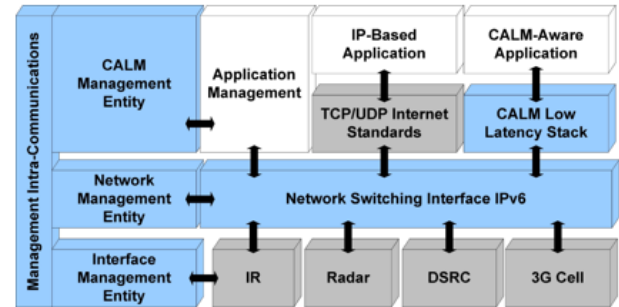 Management Intra-Communications
CALM
Management
Entity
Application
Management
IP-Based
Application
CALM-Aware
Application
TCP/UDP Internet
Standards
CALM Low
Latency Stack
Network
Management
Entity
Network Switching Interface IPv6
Interface
Management
Entity
IR
Radar
DSRC
3G Cell